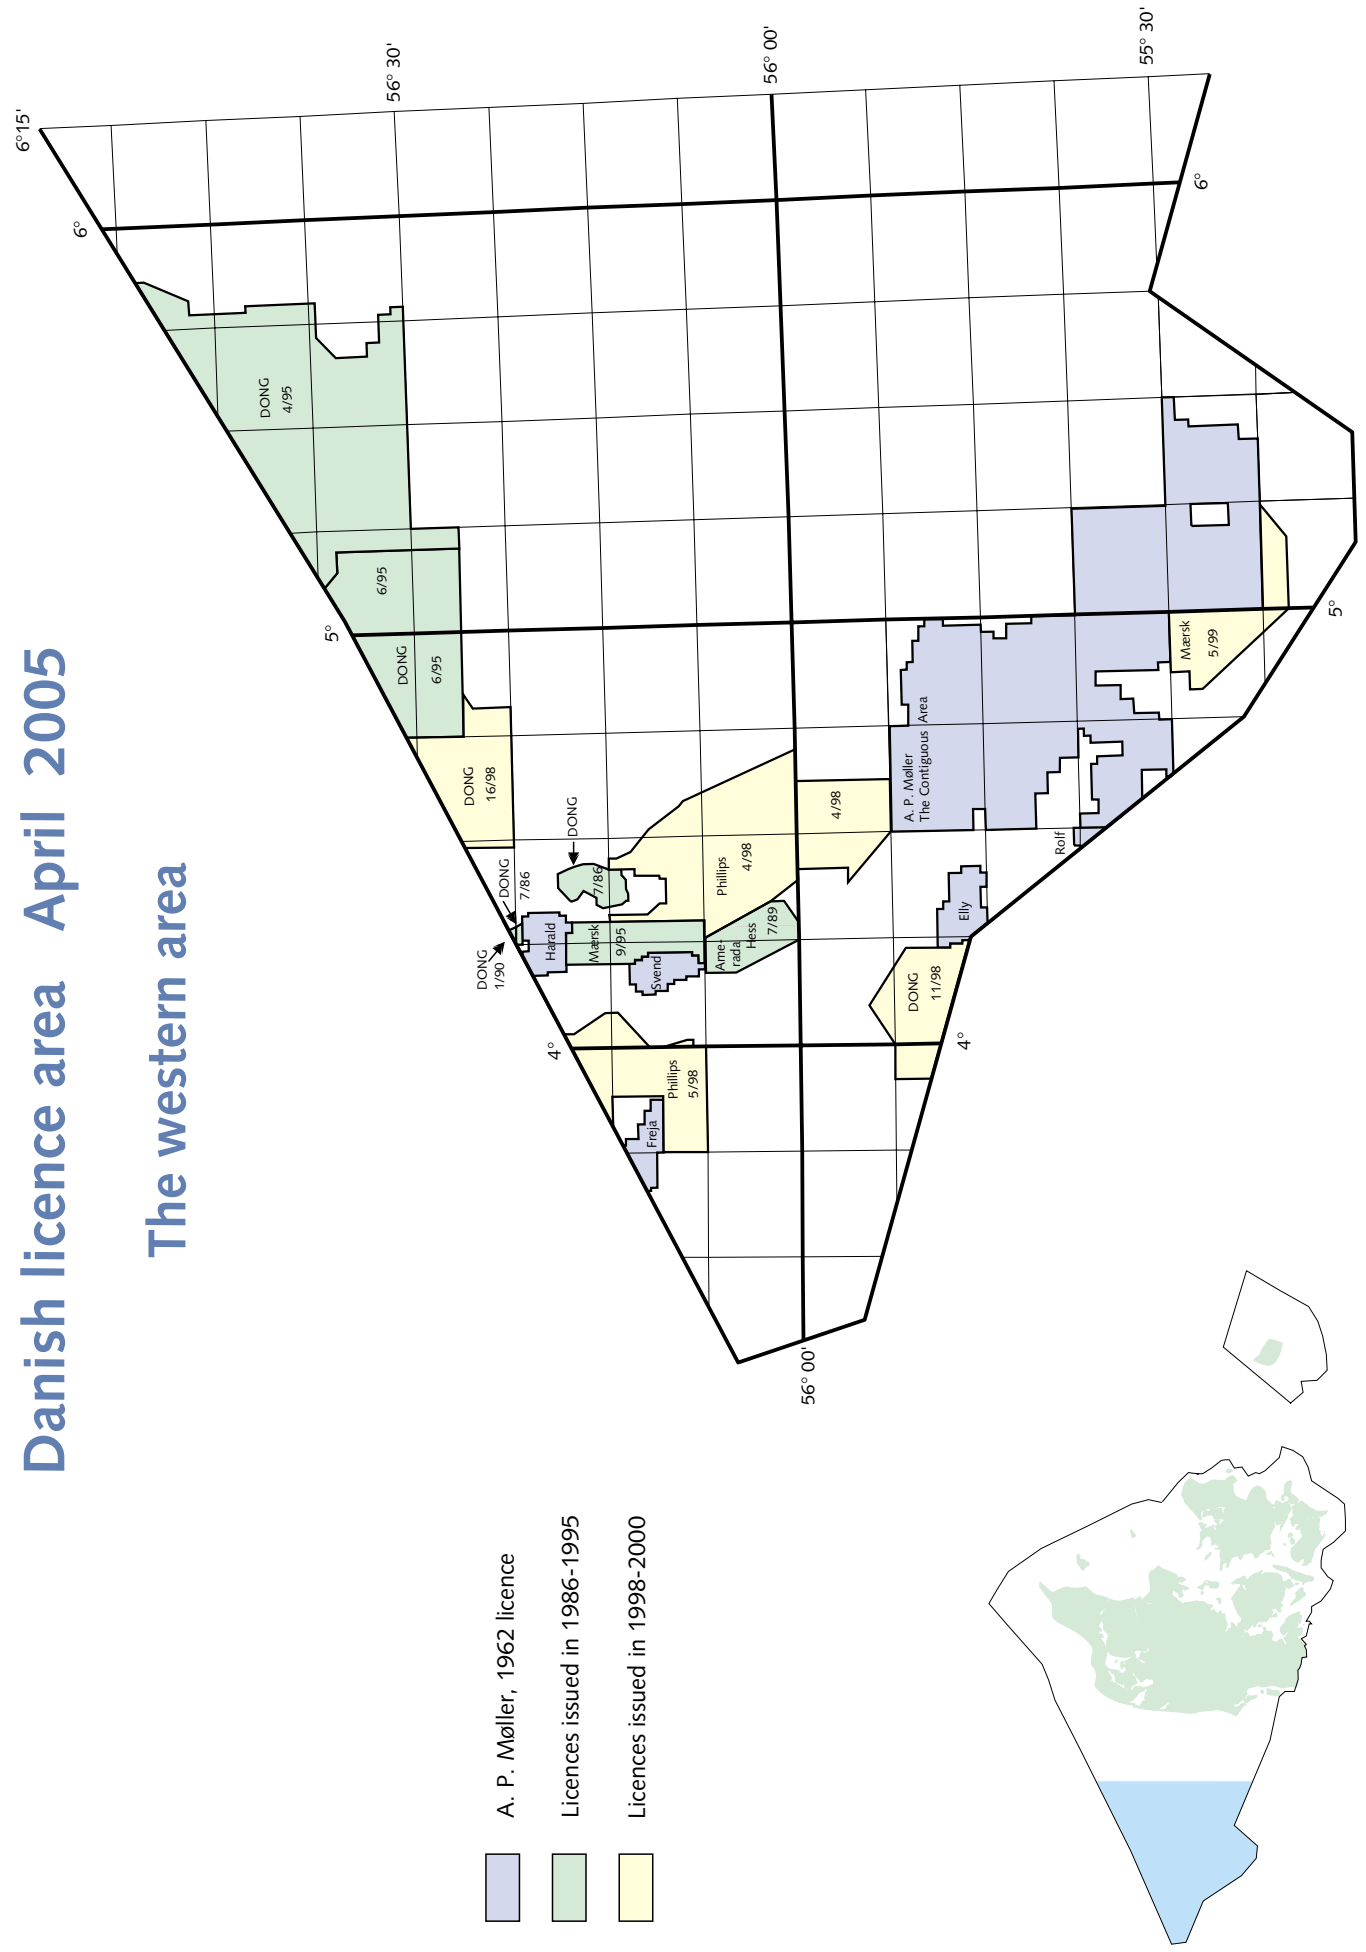 Danish licence area April 2005
The western area
6°15'
6°
5°
4°
56° 30'
56° 00'
55° 30'
6°
5°
4°
56° 00'
DONG
4/95
6/95
DONG
6/95
DONG
16/98
DONG
DONG
7/86
7/86
DONG
1/90
Harald
Mærsk
9/95
Svend
Phillips
4/98
4/98
Ame-
rada
Hess
7/89
Phillips
5/98
Freja
A. P. Møller
The Contiguous Area
Rolf
Elly
DONG
11/98
Mærsk
5/99
A. P. Møller, 1962 licence
Licences issued in 1986-1995
Licences issued in 1998-2000